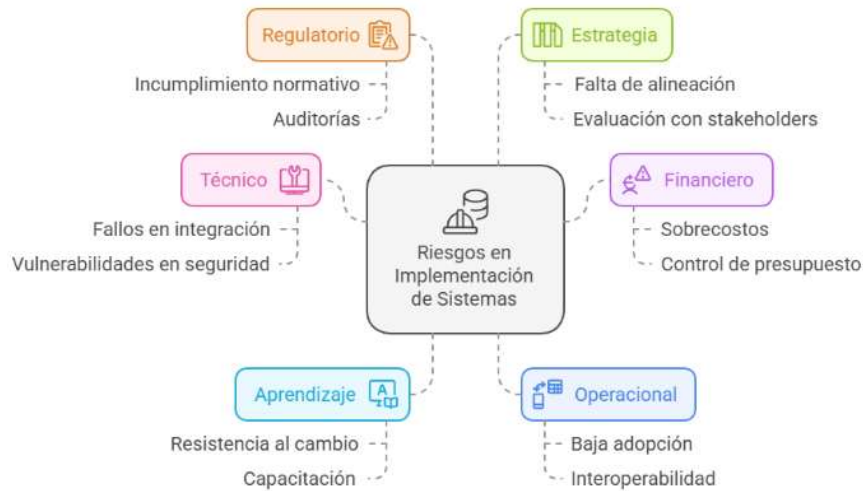 Regulatorio
Incumplimiento normativo
Auditorías
Estrategia
Falta de alineación
Evaluación con stakeholders
Técnico
Fallos en integración
Vulnerabilidades en seguridad
Riesgos en
Implementación
de Sistemas
Financiero
Sobrecostos
Control de presupuesto
Aprendizaje
Resistencia al cambio
Capacitación
Operacional
Baja adopción
Interoperabilidad